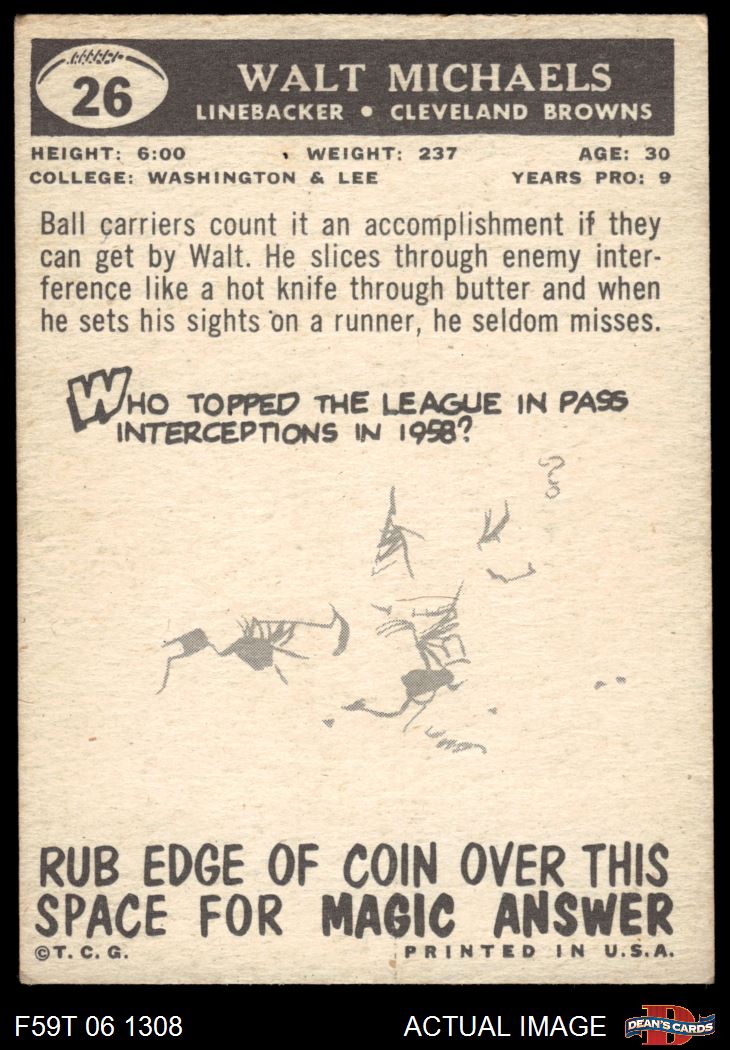 26
WALT MICHAELS
LINEBACKER • CLEVELAND BROWNS
HEIGHT: 6:00 WEIGHT: 237 AGE: 30
COLLEGE: WASHINGTON & LEE YEARS PRO: 9
Ball carriers count it an accomplishment if they
can get by Walt. He slices through enemy inter-
ference like a hot knife through butter and when
he sets his sights on a runner, he seldom misses.
WHO TOPPED THE LEAGUE IN PASS
INTERCEPTIONS IN 1958?
?
RUB EDGE OF COIN OVER THIS
SPACE FOR MAGIC ANSWER
©T. C. G. PRINTED IN U.S.A.
F59T 06 1308 ACTUAL IMAGE
D
DEAN'S CARDS